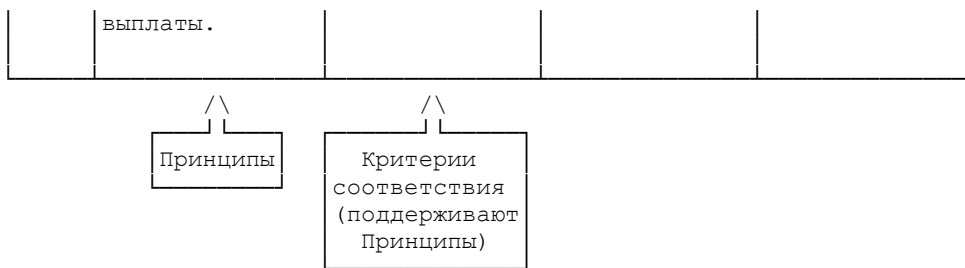 выплаты.
Принципы
Критерии
соответствия
(поддерживают
Принципы)